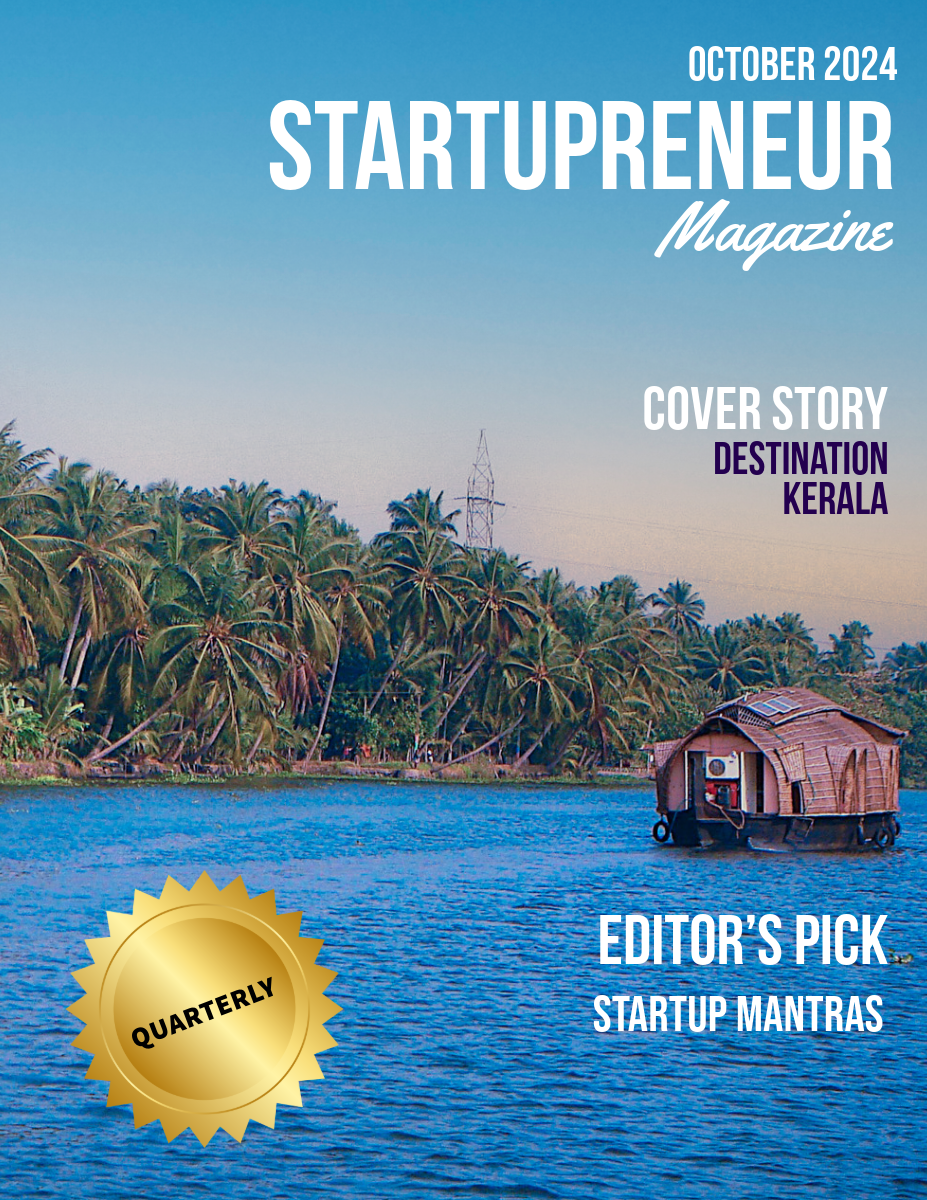 OCTOBER 2024
STARTUPRENEUR
Magazine
COVER STORY
DESTINATION
KERALA
EDITOR'S PICK
STARTUP MANTRAS
QUARTERLY